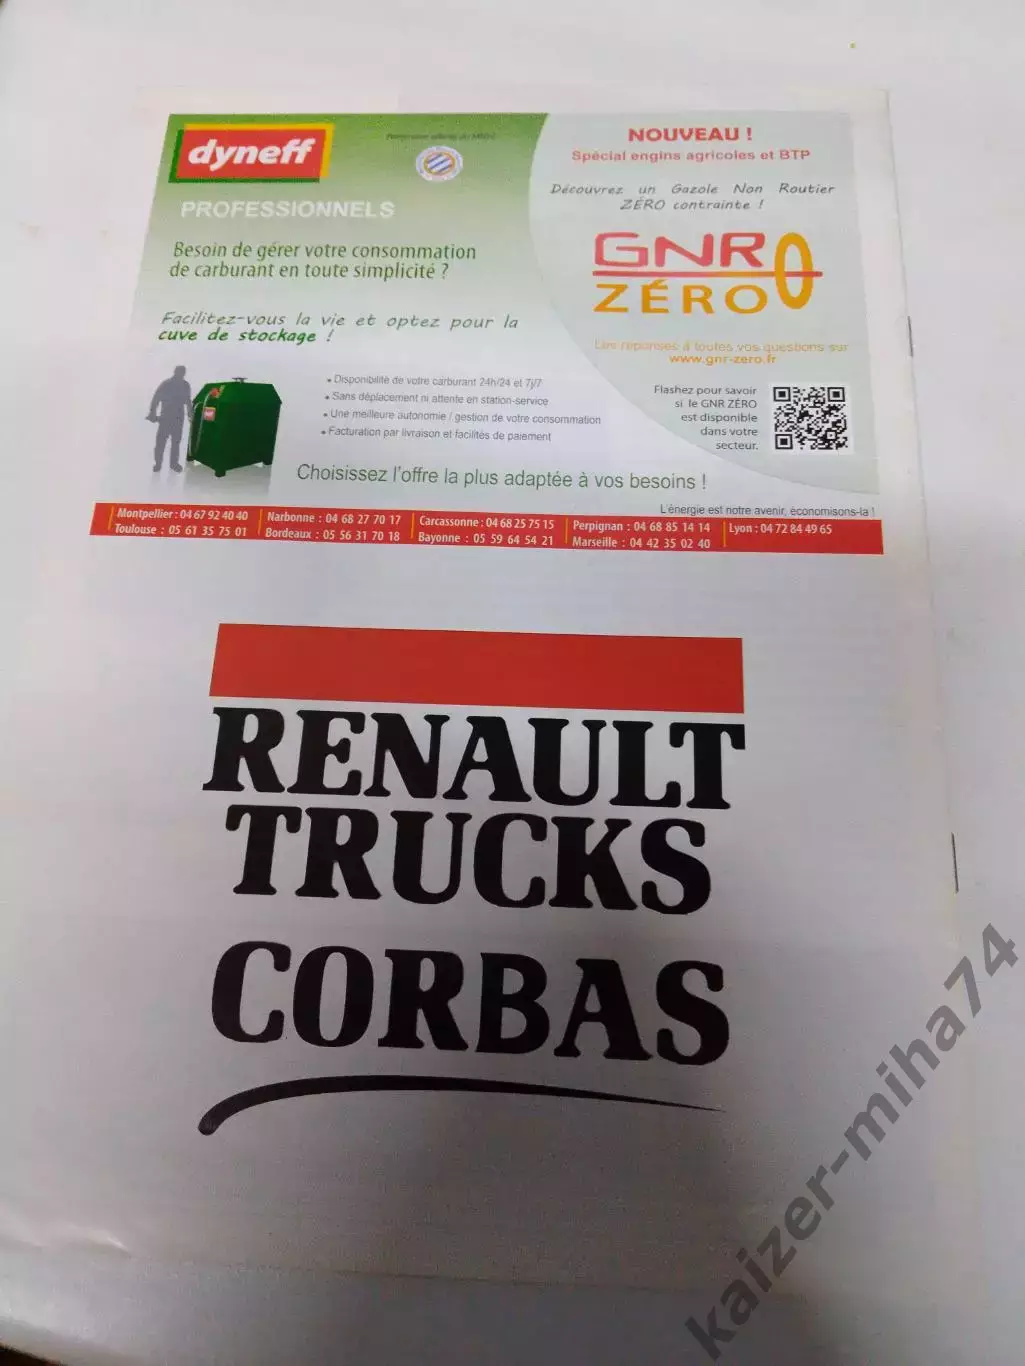 dyneff
PROFESSIONNELS
Besoin de gérer votre consommation
de carburant en toute simplicité ?
Facilitez-vous la vie et optez pour la
cuve de stockage !
• Disponibilité de votre carburant 24h/24 et 7j/7
• Sans déplacement ni attente en station-service
• Une meilleure autonomie / gestion de votre consommation
• Facturation par livraison et facilités de paiement
NOUVEAU !
Spécial engins agricoles et BTP
Découvrez un Gazole Non Routier
ZÉRO contrainte !
GNR
ZÉRO
Les réponses à toutes vos questions sur
www.gnr-zero.fr
Flashez pour savoir
si le GNR ZÉRO
est disponible
dans votre
secteur.
Choisissez l'offre la plus adaptée à vos besoins !
L'énergie est notre avenir, économisons-la !
Montpellier : 04 67 92 40 40
Toulouse : 05 61 35 75 01
Narbonne : 04 68 27 70 17
Bordeaux : 05 56 31 70 18
Carcassonne : 04 68 25 75 15
Bayonne : 05 59 64 54 21
Perpignan : 04 68 85 14 14
Marseille : 04 42 35 02 40
Lyon : 04 72 84 49 65
RENAULT
TRUCKS
CORBAS
kaizer-miha74